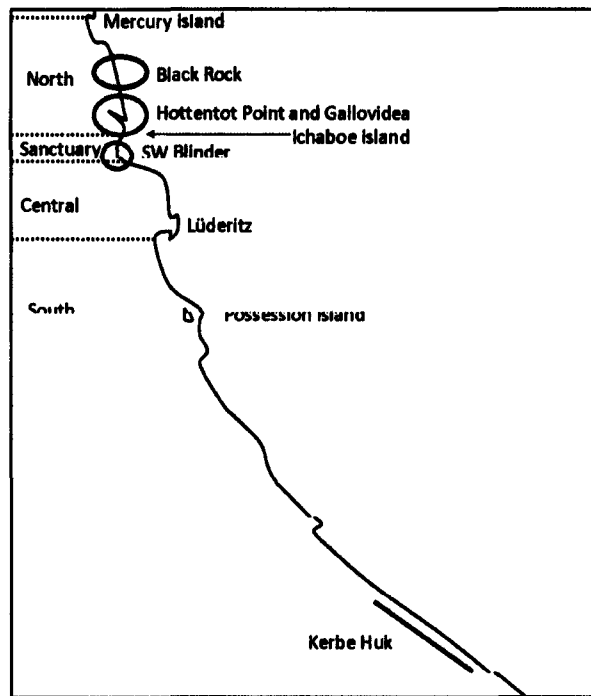 Mercury Island
North
Black Rock
Hottentot Point and Gallovidea
Ichaboe Island
Sanctuary
SW Blinder
Central
Lüderitz
South
Possession Island
Kerbe Huk